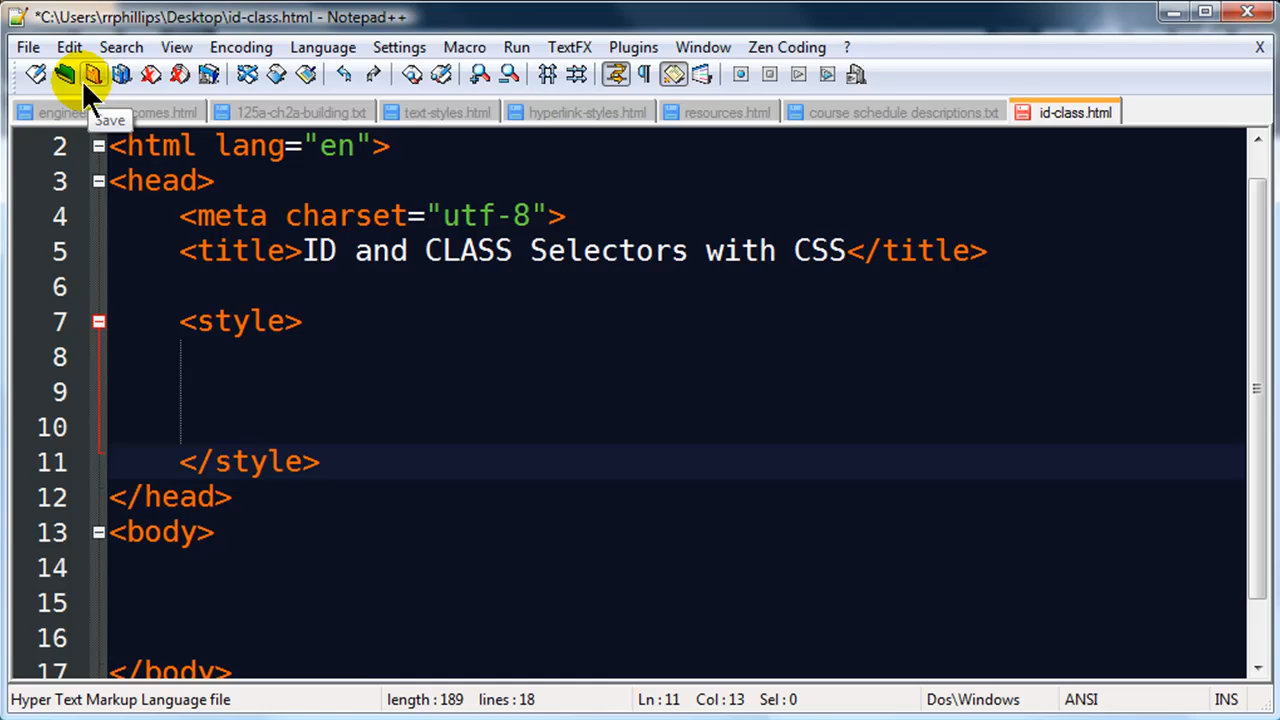 *C:\Users\rrphillips\Desktop\id-class.html - Notepad++
File Edit Search View Encoding Language Settings Macro Run TextFX Plugins Window Zen Coding ? X
omes.html 125a-ch2a-building.txt text-styles.html hyperlink-styles.html resources.html course schedule descriptions.txt id-class.html
Save
2 <html lang="en">
3 <head>
4 <meta charset="utf-8">
5 <title>ID and CLASS Selectors with CSS</title>
6
7 <style>
8
9
10
11 </style>
12 </head>
13 <body>
14
15
16
17 </body>
Hyper Text Markup Language file length : 189 lines : 18 Ln : 11 Col : 13 Sel : 0 Dos\Windows ANSI INS